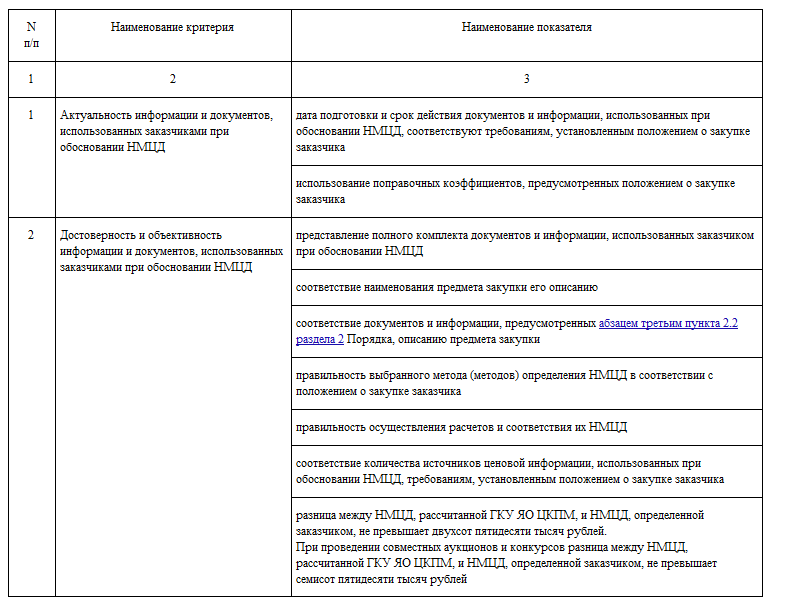 N
п/п
Наименование критерия
Наименование показателя
1
2
3
1
Актуальность информации и документов,
использованных заказчиками при
обосновании НМЦД
дата подготовки и срок действия документов и информации, использованных при
обосновании НМЦД, соответствуют требованиям, установленным положением о закупке
заказчика
использование поправочных коэффициентов, предусмотренных положением о закупке
заказчика
2
Достоверность и объективность
информации и документов, использованных
заказчиками при обосновании НМЦД
представление полного комплекта документов и информации, использованных заказчиком
при обосновании НМЦД
соответствие наименования предмета закупки его описанию
соответствие документов и информации, предусмотренных абзацем третьим пункта 2.2
раздела 2 Порядка, описанию предмета закупки
правильность выбранного метода (методов) определения НМЦД в соответствии с
положением о закупке заказчика
правильность осуществления расчетов и соответствия их НМЦД
соответствие количества источников ценовой информации, использованных при
обосновании НМЦД, требованиям, установленным положением о закупке заказчика
разница между НМЦД, рассчитанной ГКУ ЯО ЦКПМ, и НМЦД, определенной
заказчиком, не превышает двухсот пятидесяти тысяч рублей.
При проведении совместных аукционов и конкурсов разница между НМЦД,
рассчитанной ГКУ ЯО ЦКПМ, и НМЦД, определенной заказчиком, не превышает
семисот пятидесяти тысяч рублей